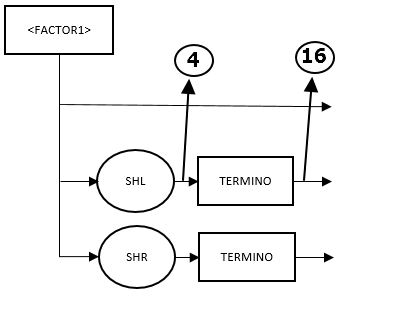 <FACTOR1>
4
16
SHL
TERMINO
SHR
TERMINO